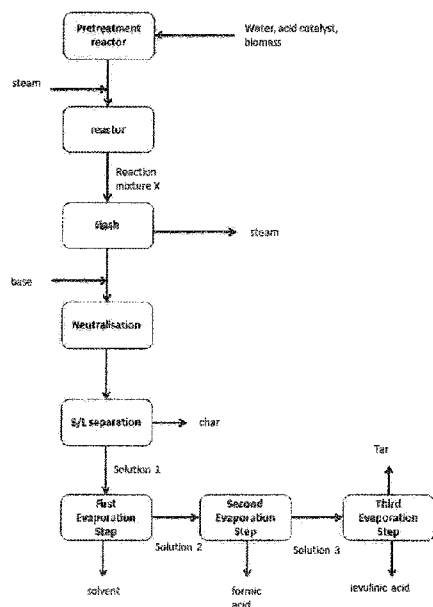 Pretreatment
reactor
Water, acid catalyst,
biomass
steam
reactor
Reaction
mixture X
Flash
steam
base
Neutralisation
S/L separation
char
Solution 1
Tar
First
Evaporation
Step
Second
Evaporation
Step
Third
Evaporation
Step
Solution 2
Solution 3
solvent
formic
acid
levulinic acid